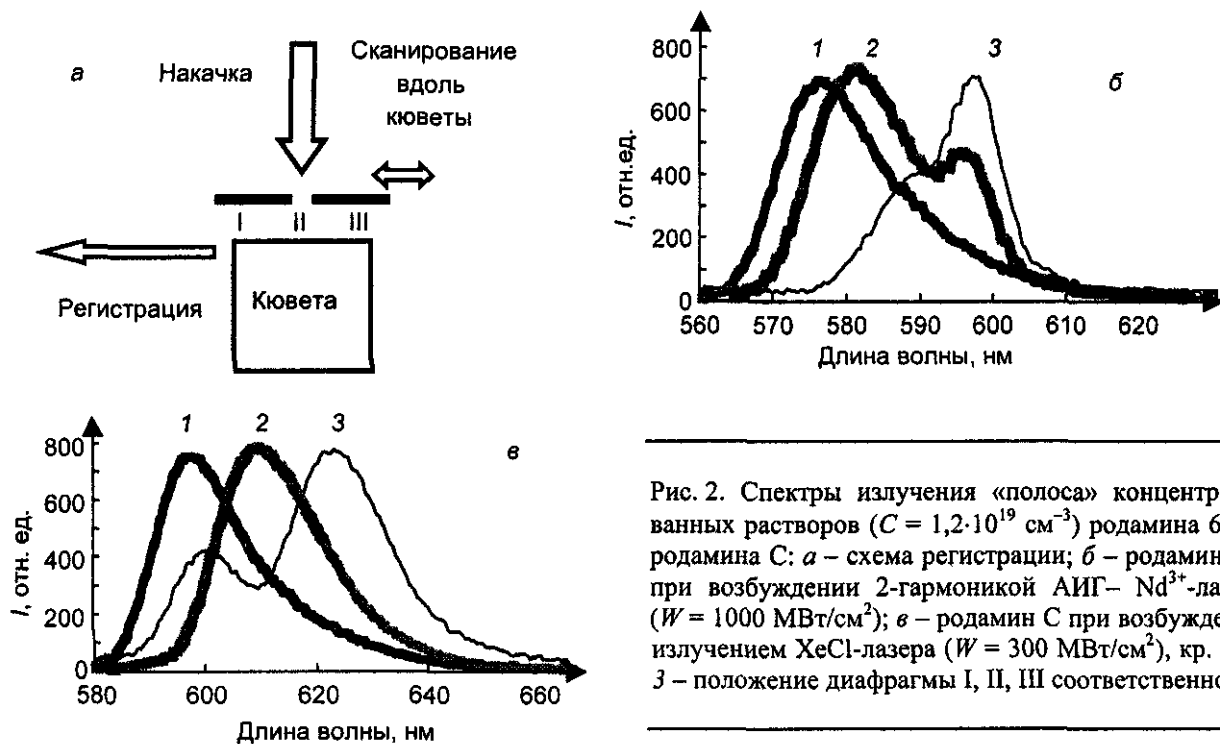 а
Накачка
Сканирование
вдоль
кюветы
I II III
Регистрация
Кювета
I, отн.ед.
800
600
400
200
0
1 2 3
б
560 570 580 590 600 610 620
Длина волны, нм
I, отн. ед.
800
600
400
200
0
1 2 3
в
580 600 620 640 660
Длина волны, нм
Рис. 2. Спектры излучения «полоса» концентр
ванных растворов (C = 1,2·10¹⁹ см⁻³) родамина 6
родамина С: а – схема регистрации; б – родамин
при возбуждении 2-гармоникой АИГ– Nd³⁺-ла
(W = 1000 МВт/см²); в – родамин С при возбужде
излучением XeCl-лазера (W = 300 МВт/см²), кр.
3 – положение диафрагмы I, II, III соответственно